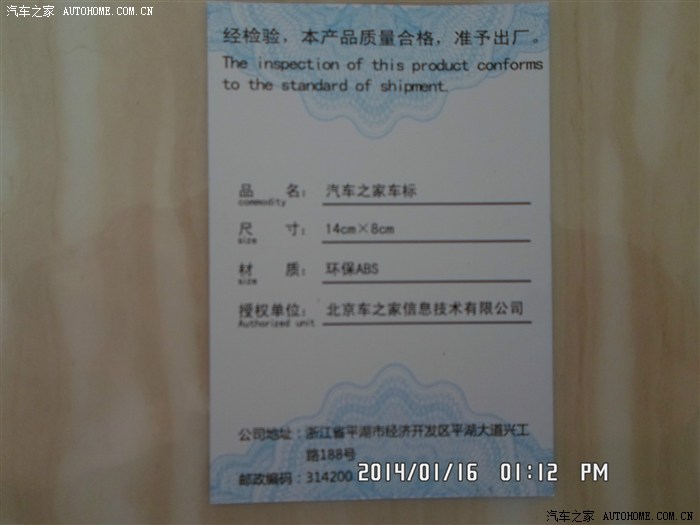 汽车之家 AUTOHOME.COM.CN
经检验，本产品质量合格，准予出厂。
The inspection of this product conforms
to the standard of shipment.
品 名： 汽车之家车标
commodity
尺 寸： 14cm×8cm
size
材 质： 环保ABS
size
授权单位： 北京车之家信息技术有限公司
Authorized unit
公司地址：浙江省平湖市经济开发区平湖大道兴工
路188号
邮政编码：314200
2014/01/16 01:12 PM
汽车之家 AUTOHOME.COM.CN